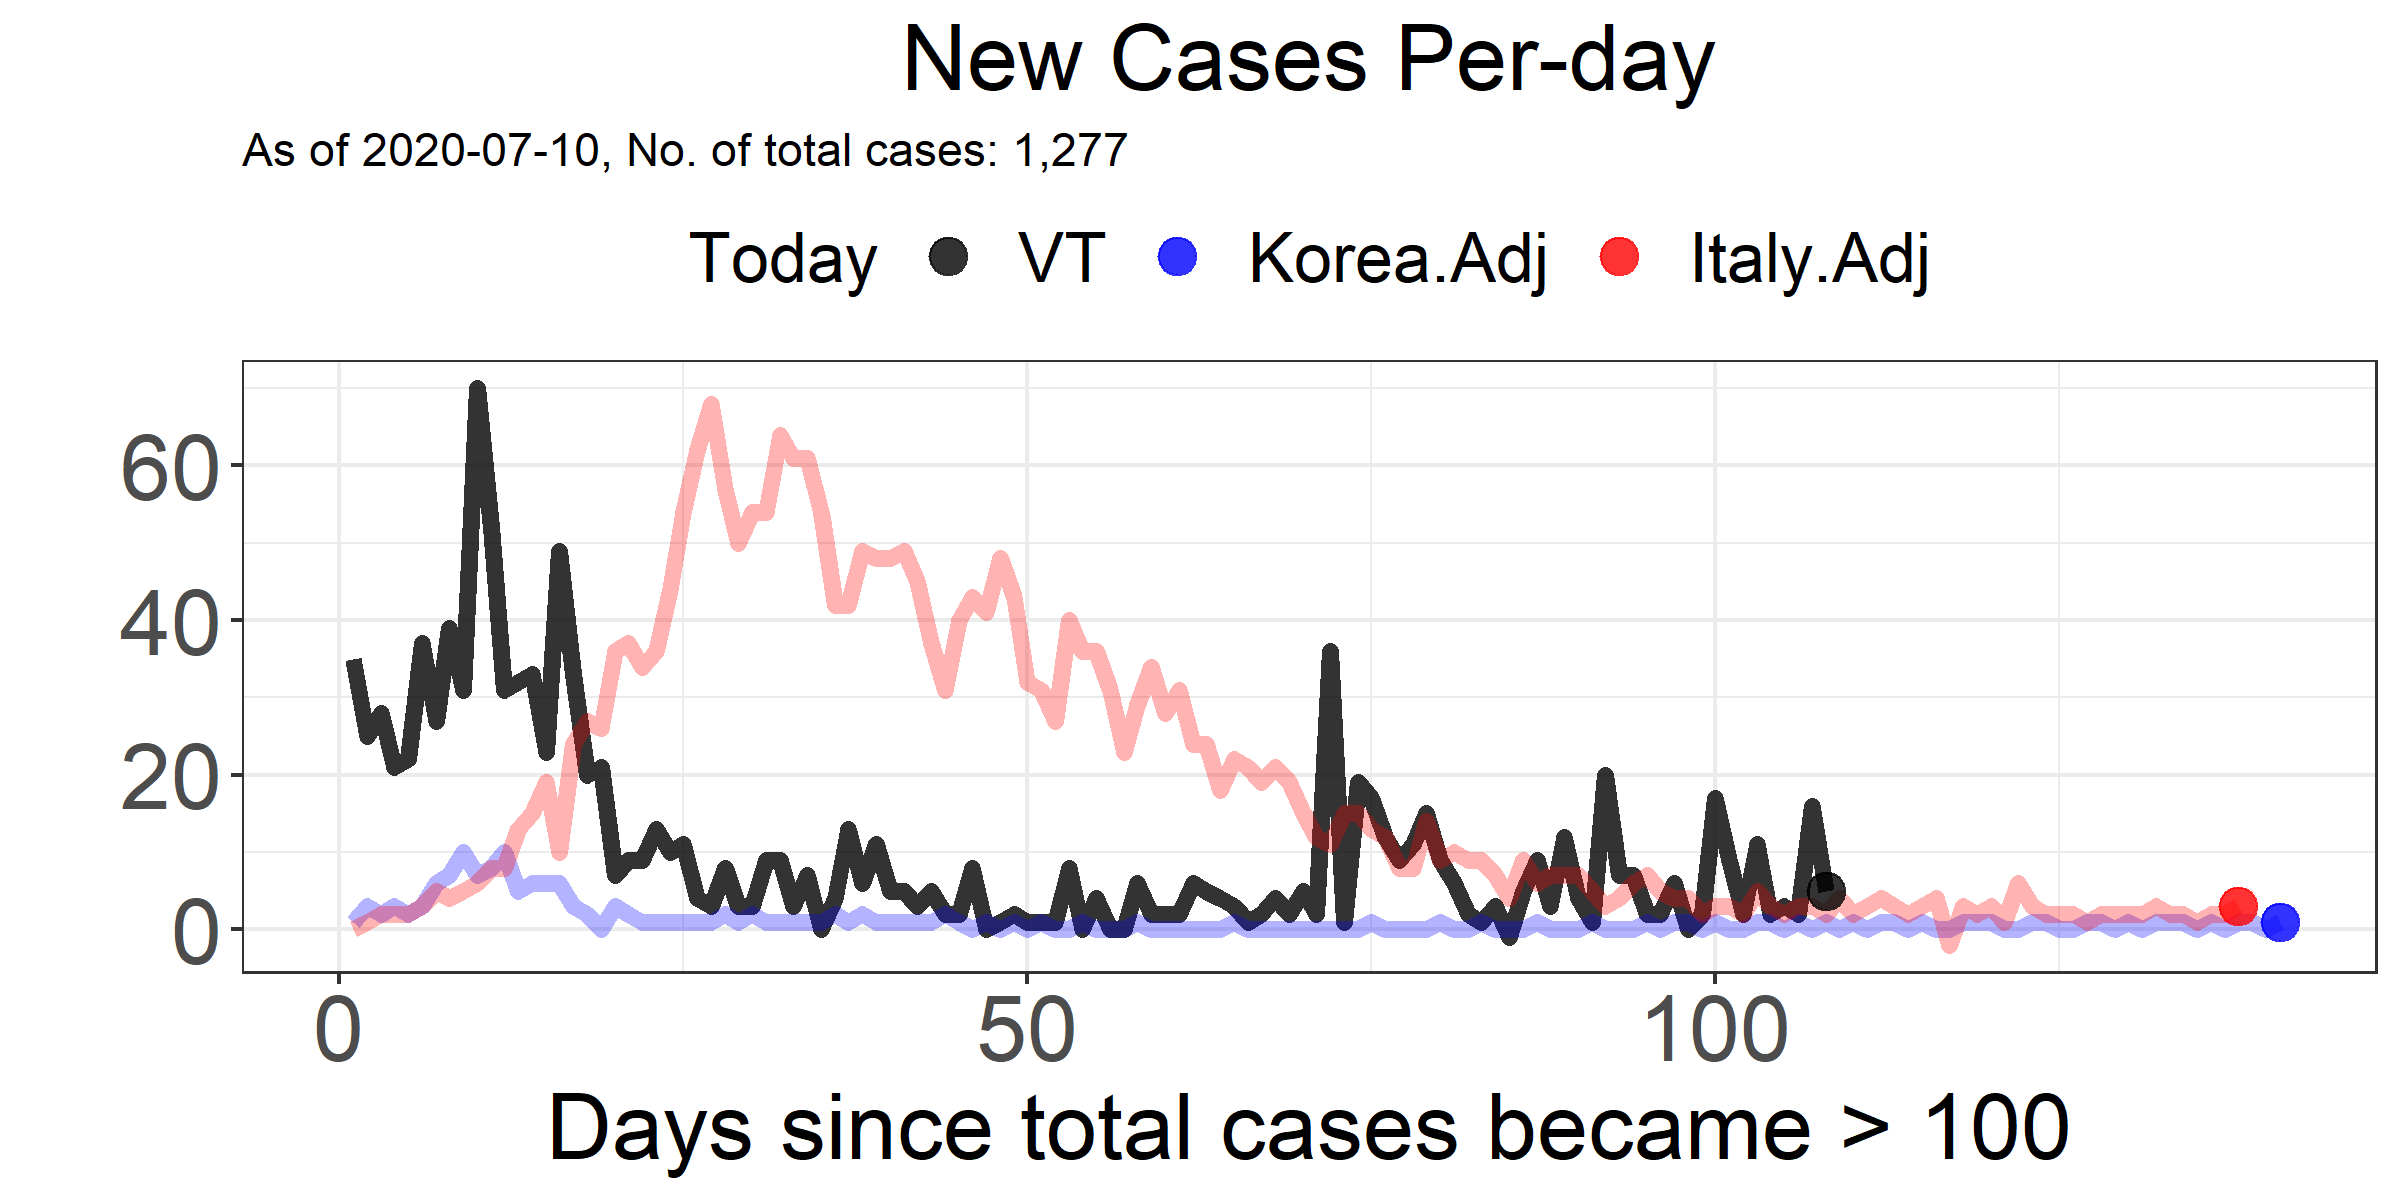 New Cases Per-day
As of 2020-07-10, No. of total cases: 1,277
Today VT Korea.Adj Italy.Adj
60
40
20
0
0 50 100
Days since total cases became > 100